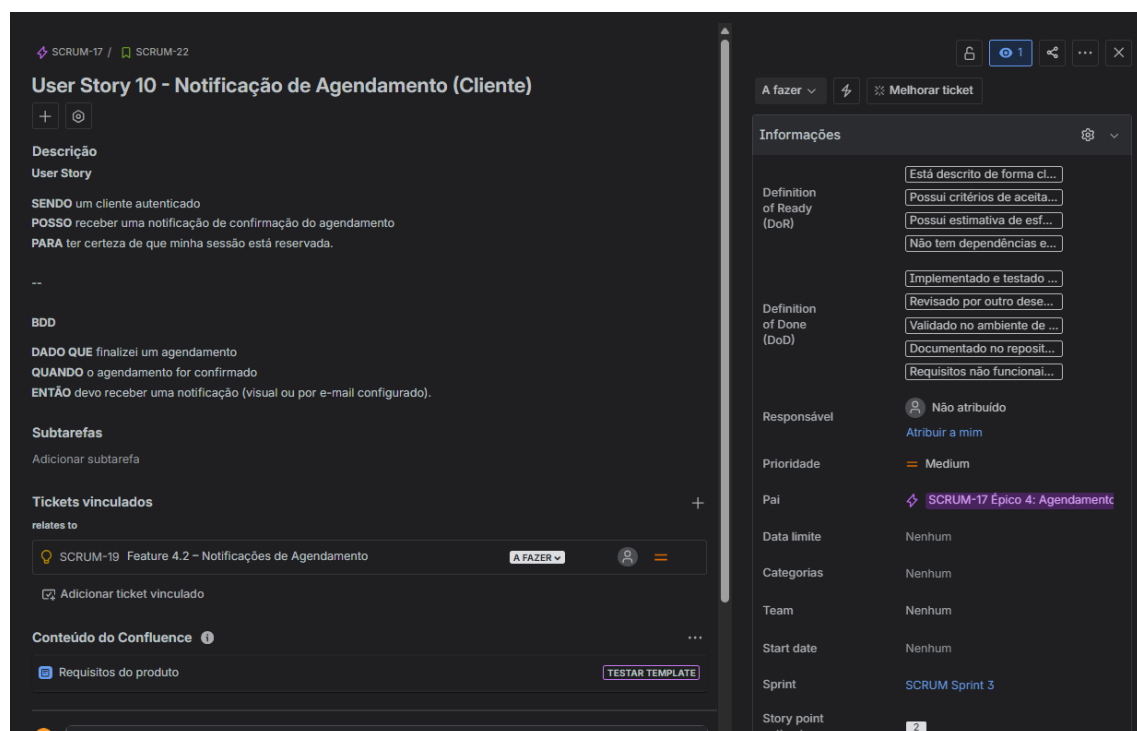 SCRUM-17 / SCRUM-22
User Story 10 - Notificação de Agendamento (Cliente)
Descrição
User Story
SENDO um cliente autenticado
POSSO receber uma notificação de confirmação do agendamento
PARA ter certeza de que minha sessão está reservada.
--
BDD
DADO QUE finalizei um agendamento
QUANDO o agendamento for confirmado
ENTÃO devo receber uma notificação (visual ou por e-mail configurado).
Subtarefas
Adicionar subtarefa
Tickets vinculados
relates to
SCRUM-19 Feature 4.2 – Notificações de Agendamento A FAZER
Adicionar ticket vinculado
Conteúdo do Confluence
Requisitos do produto TESTAR TEMPLATE
1
A fazer Melhorar ticket
Informações
Definition of Ready (DoR)
Está descrito de forma cl...
Possui critérios de aceita...
Possui estimativa de esf...
Não tem dependências e...
Definition of Done (DoD)
Implementado e testado ...
Revisado por outro dese...
Validado no ambiente de ...
Documentado no reposit...
Requisitos não funcionai...
Responsável Não atribuído
Atribuir a mim
Prioridade Medium
Pai SCRUM-17 Épico 4: Agendamento
Data limite Nenhum
Categorias Nenhum
Team Nenhum
Start date Nenhum
Sprint SCRUM Sprint 3
Story point
2